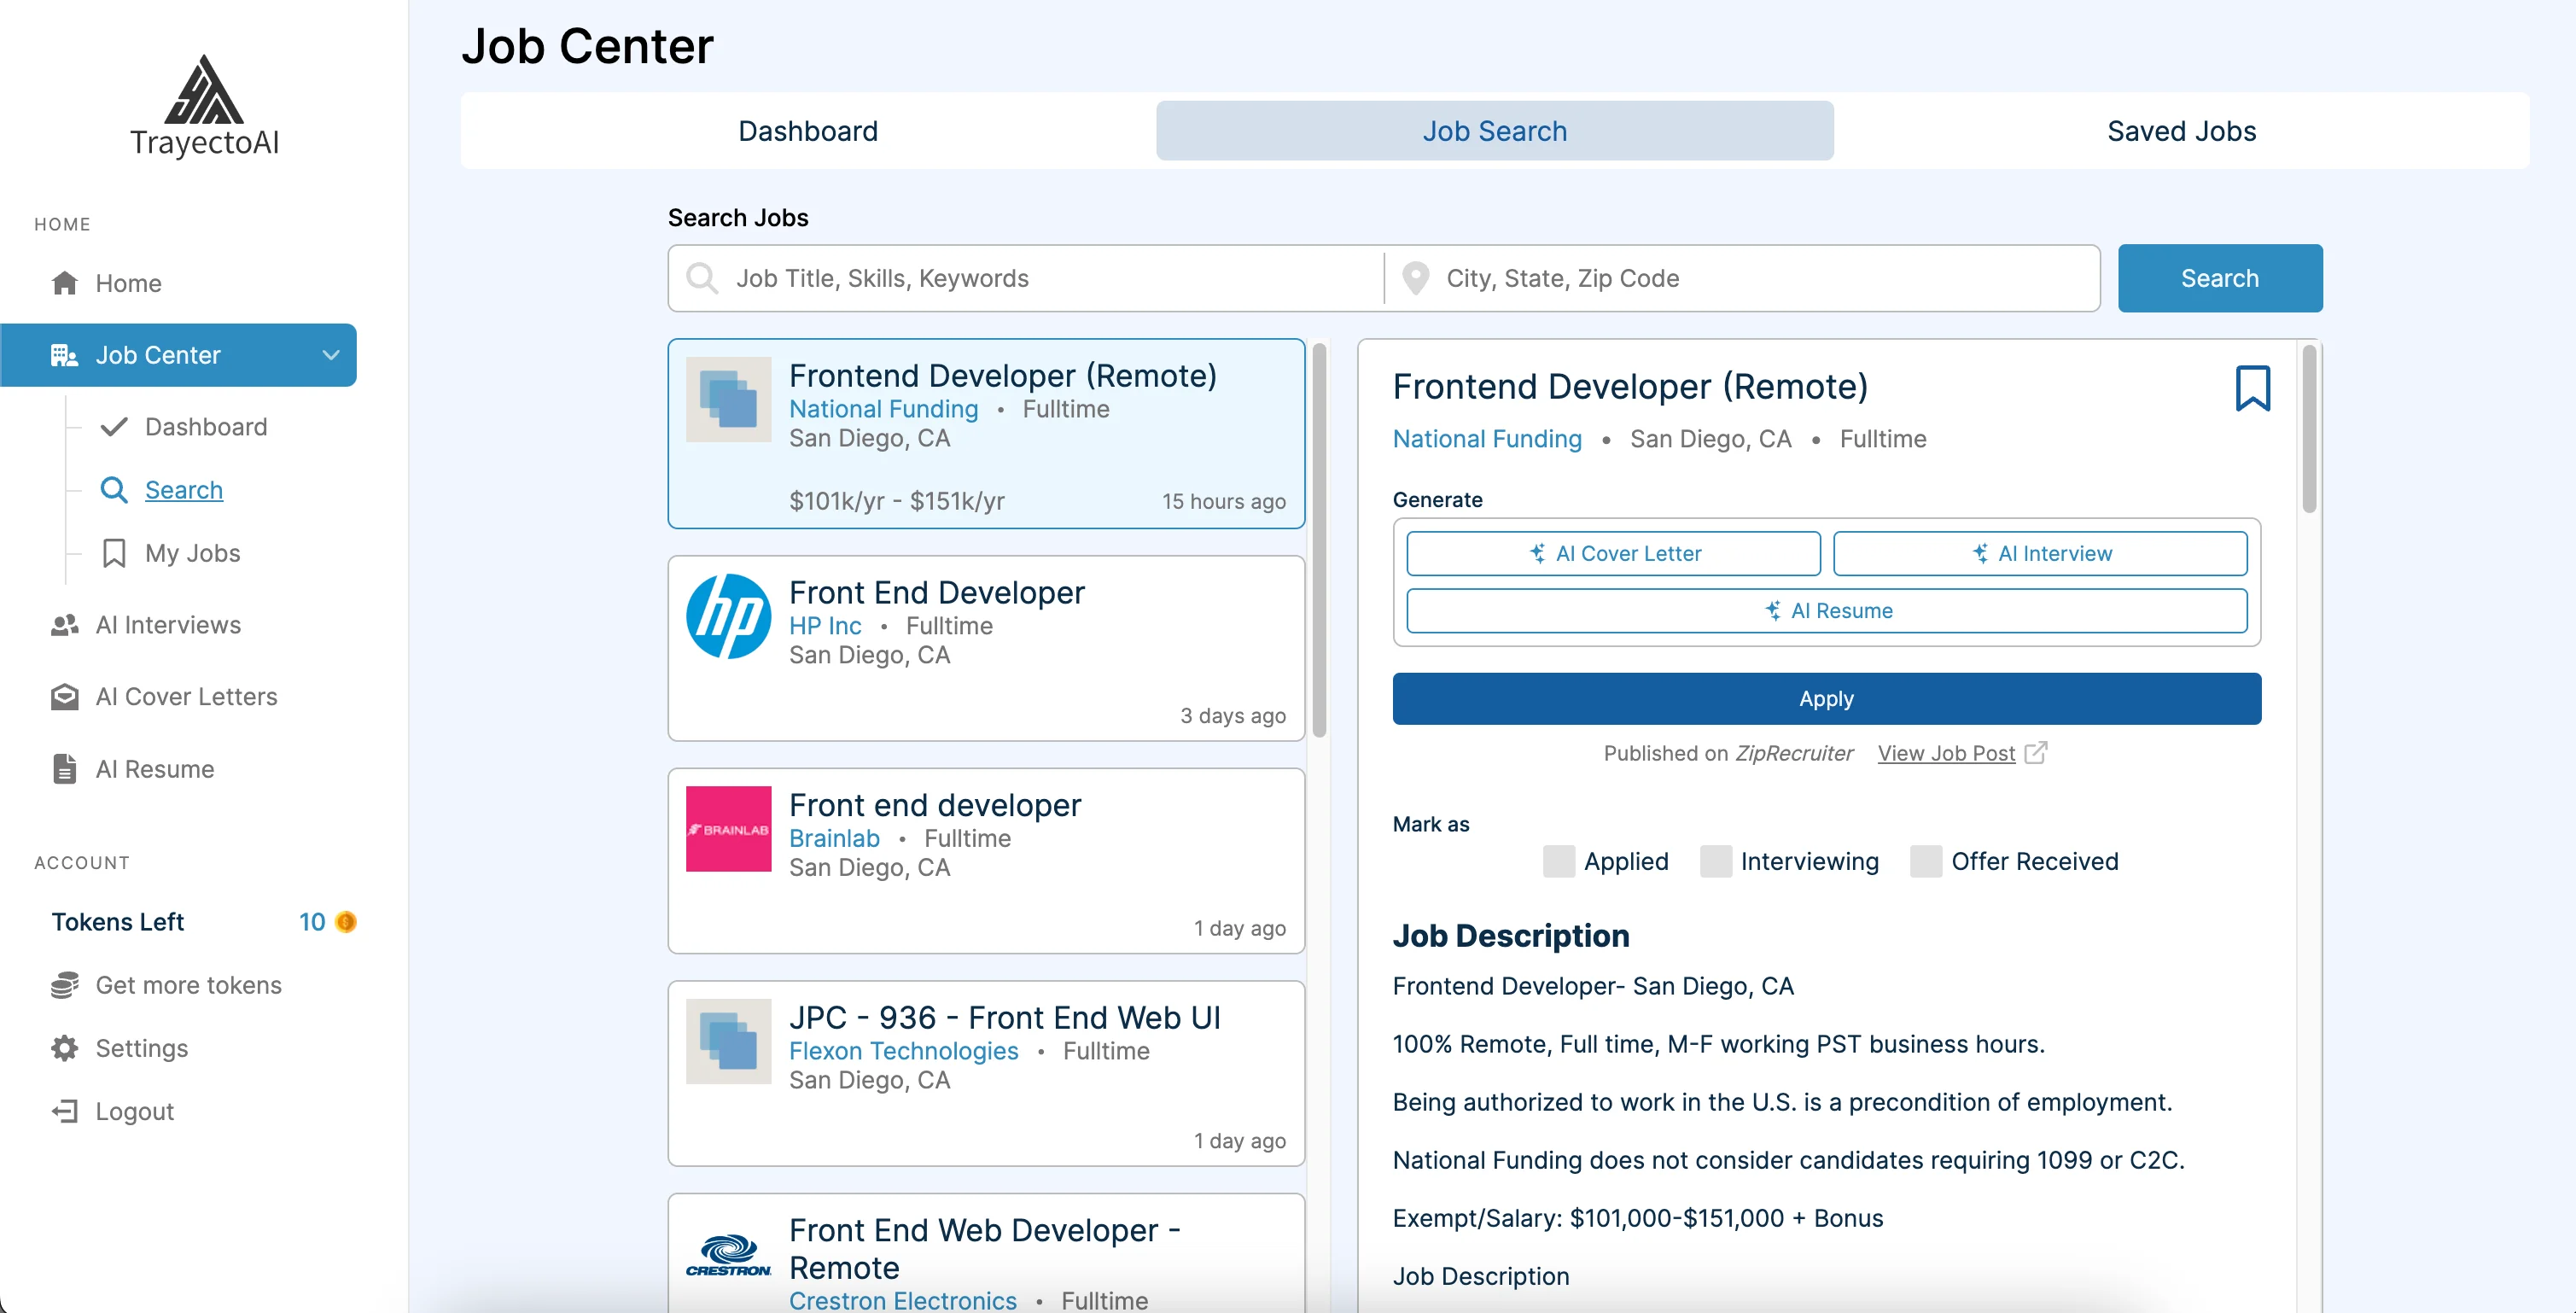 TrayectoAI
HOME
Home
Job Center
Dashboard
Search
My Jobs
AI Interviews
AI Cover Letters
AI Resume
ACCOUNT
Tokens Left 10
Get more tokens
Settings
Logout
Job Center
Dashboard Job Search Saved Jobs
Search Jobs
Job Title, Skills, Keywords City, State, Zip Code Search
Frontend Developer (Remote)
National Funding • Fulltime
San Diego, CA
$101k/yr - $151k/yr 15 hours ago
hp
Front End Developer
HP Inc • Fulltime
San Diego, CA
3 days ago
BRAINLAB
Front end developer
Brainlab • Fulltime
San Diego, CA
1 day ago
JPC - 936 - Front End Web UI
Flexon Technologies • Fulltime
San Diego, CA
1 day ago
CRESTRON
Front End Web Developer -
Remote
Crestron Electronics • Fulltime
Frontend Developer (Remote)
National Funding • San Diego, CA • Fulltime
Generate
AI Cover Letter AI Interview
AI Resume
Apply
Published on ZipRecruiter View Job Post
Mark as
Applied Interviewing Offer Received
Job Description
Frontend Developer- San Diego, CA
100% Remote, Full time, M-F working PST business hours.
Being authorized to work in the U.S. is a precondition of employment.
National Funding does not consider candidates requiring 1099 or C2C.
Exempt/Salary: $101,000-$151,000 + Bonus
Job Description